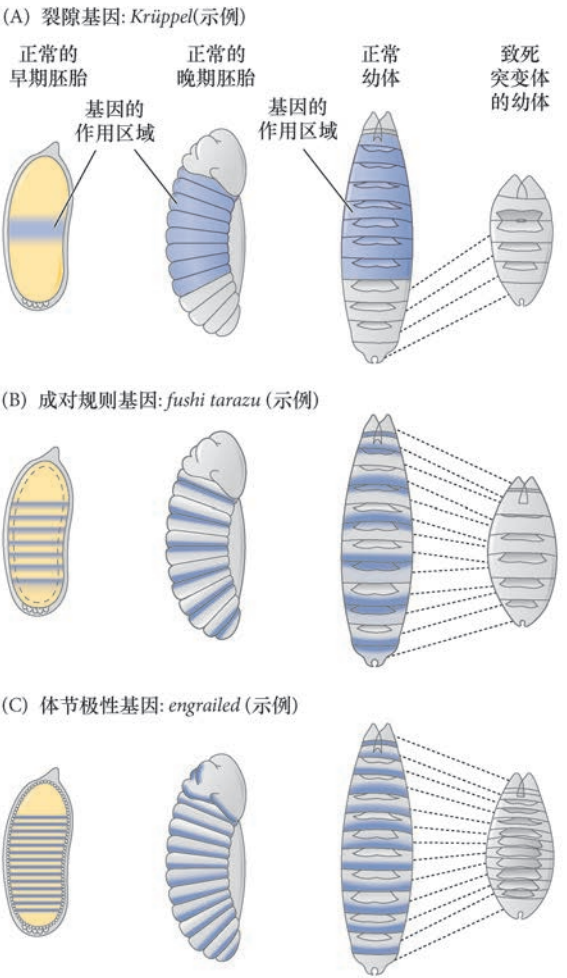 (A) 裂隙基因: Krüppel(示例)
正常的
早期胚胎
正常的
晚期胚胎
正常
幼体
致死
突变体
的幼体
基因的
作用区域
基因的
作用区域
(B) 成对规则基因: fushi tarazu (示例)
(C) 体节极性基因: engrailed (示例)